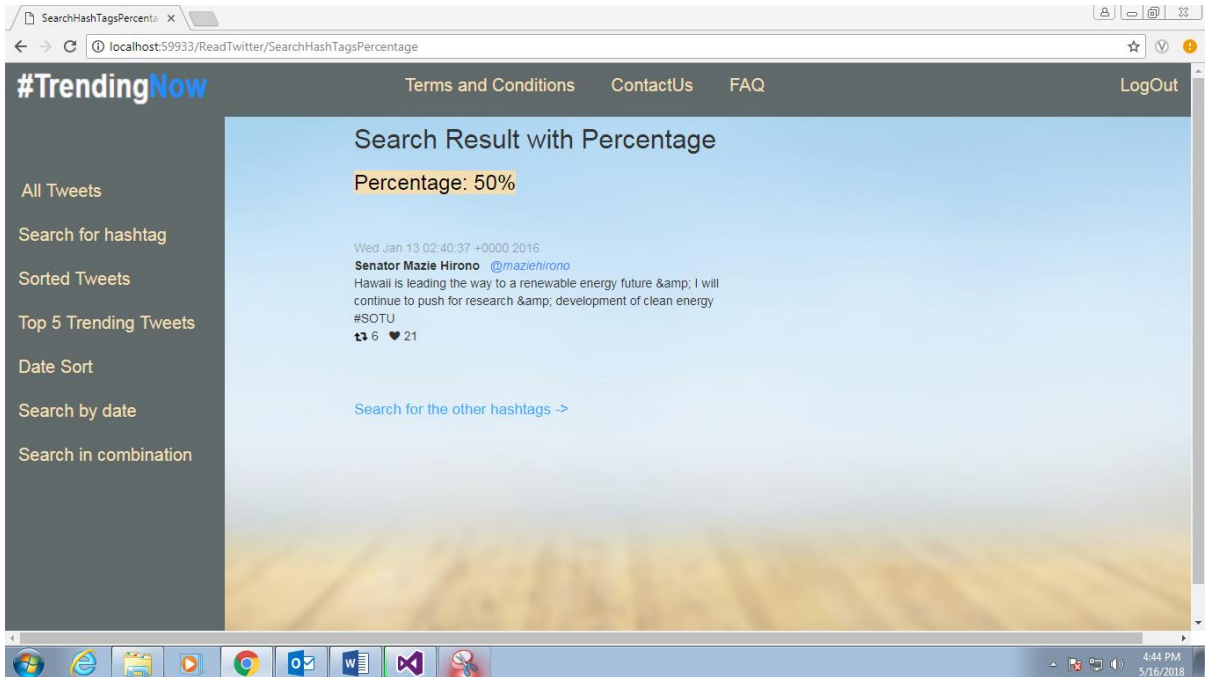 SearchHashTagsPercenta
localhost:59933/ReadTwitter/SearchHashTagsPercentage
#TrendingNow
Terms and Conditions ContactUs FAQ LogOut
All Tweets
Search for hashtag
Sorted Tweets
Top 5 Trending Tweets
Date Sort
Search by date
Search in combination
Search Result with Percentage
Percentage: 50%
Wed Jan 13 02:40:37 +0000 2016
Senator Mazie Hirono @maziehirono
Hawaii is leading the way to a renewable energy future &amp; I will
continue to push for research &amp; development of clean energy
#SOTU
6 21
Search for the other hashtags ->
4:44 PM
5/16/2018